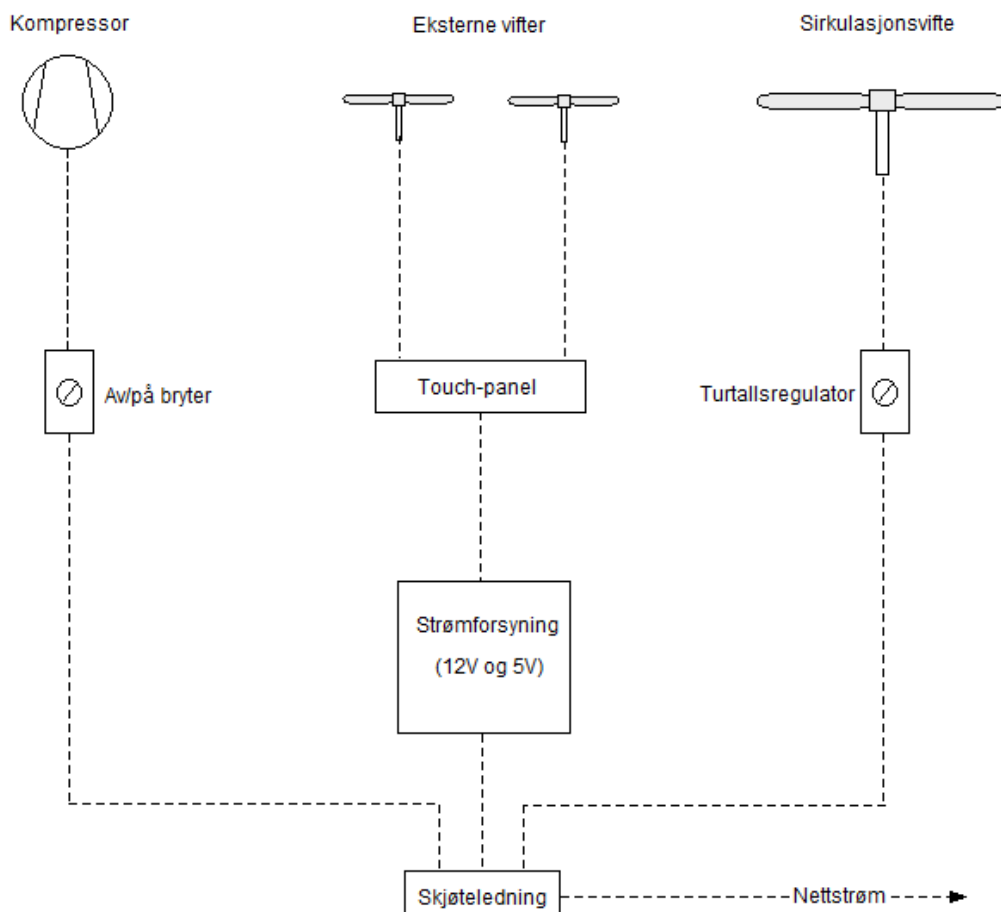 Kompressor
Eksterne vifter
Sirkulasjonsvifte
Av/på bryter
Touch-panel
Turtallsregulator
Strømforsyning
(12V og 5V)
Skjøteledning
Nettstrøm